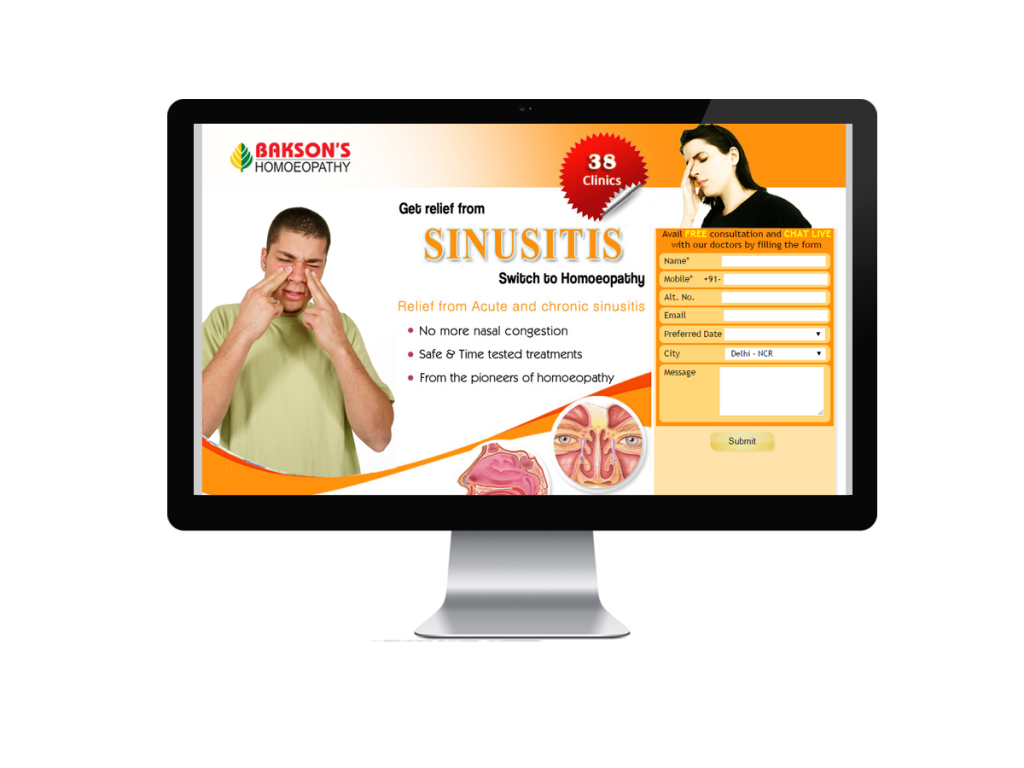 BAKSON'S
HOMOEOPATHY
38
Clinics
Get relief from
SINUSITIS
Switch to Homoeopathy
Relief from Acute and chronic sinusitis
No more nasal congestion
Safe & Time tested treatments
From the pioneers of homoeopathy
Avail FREE consultation and CHAT LIVE
with our doctors by filling the form
Name*
Mobile* +91-
Alt. No.
Email
Preferred Date
City Delhi - NCR
Message
Submit